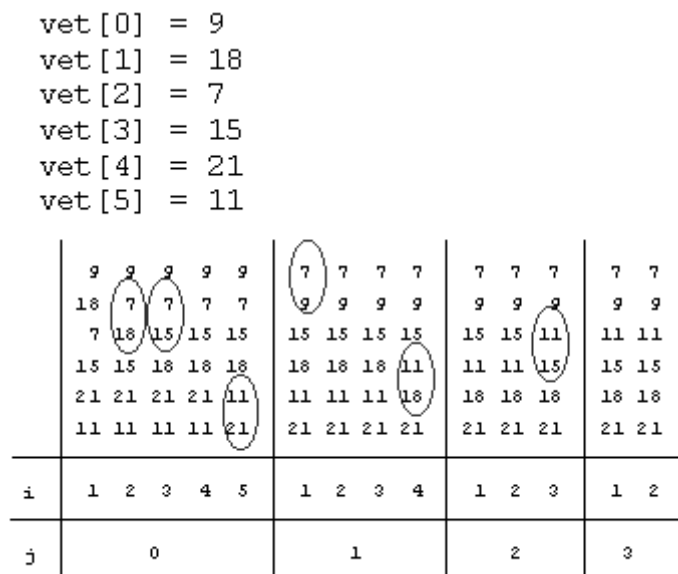 vet[0] = 9
vet[1] = 18
vet[2] = 7
vet[3] = 15
vet[4] = 21
vet[5] = 11
9 9 9 9 9 7 7 7 7 7 7 7 7 7
18 7 7 7 7 9 9 9 9 9 9 9 9 9
7 18 15 15 15 15 15 15 15 15 15 11 11 11
15 15 18 18 18 18 18 18 11 11 11 15 15 15
21 21 21 21 11 11 11 11 18 18 18 18 18 18
11 11 11 11 21 21 21 21 21 21 21 21 21 21
i 1 2 3 4 5 1 2 3 4 1 2 3 1 2
j 0 1 2 3